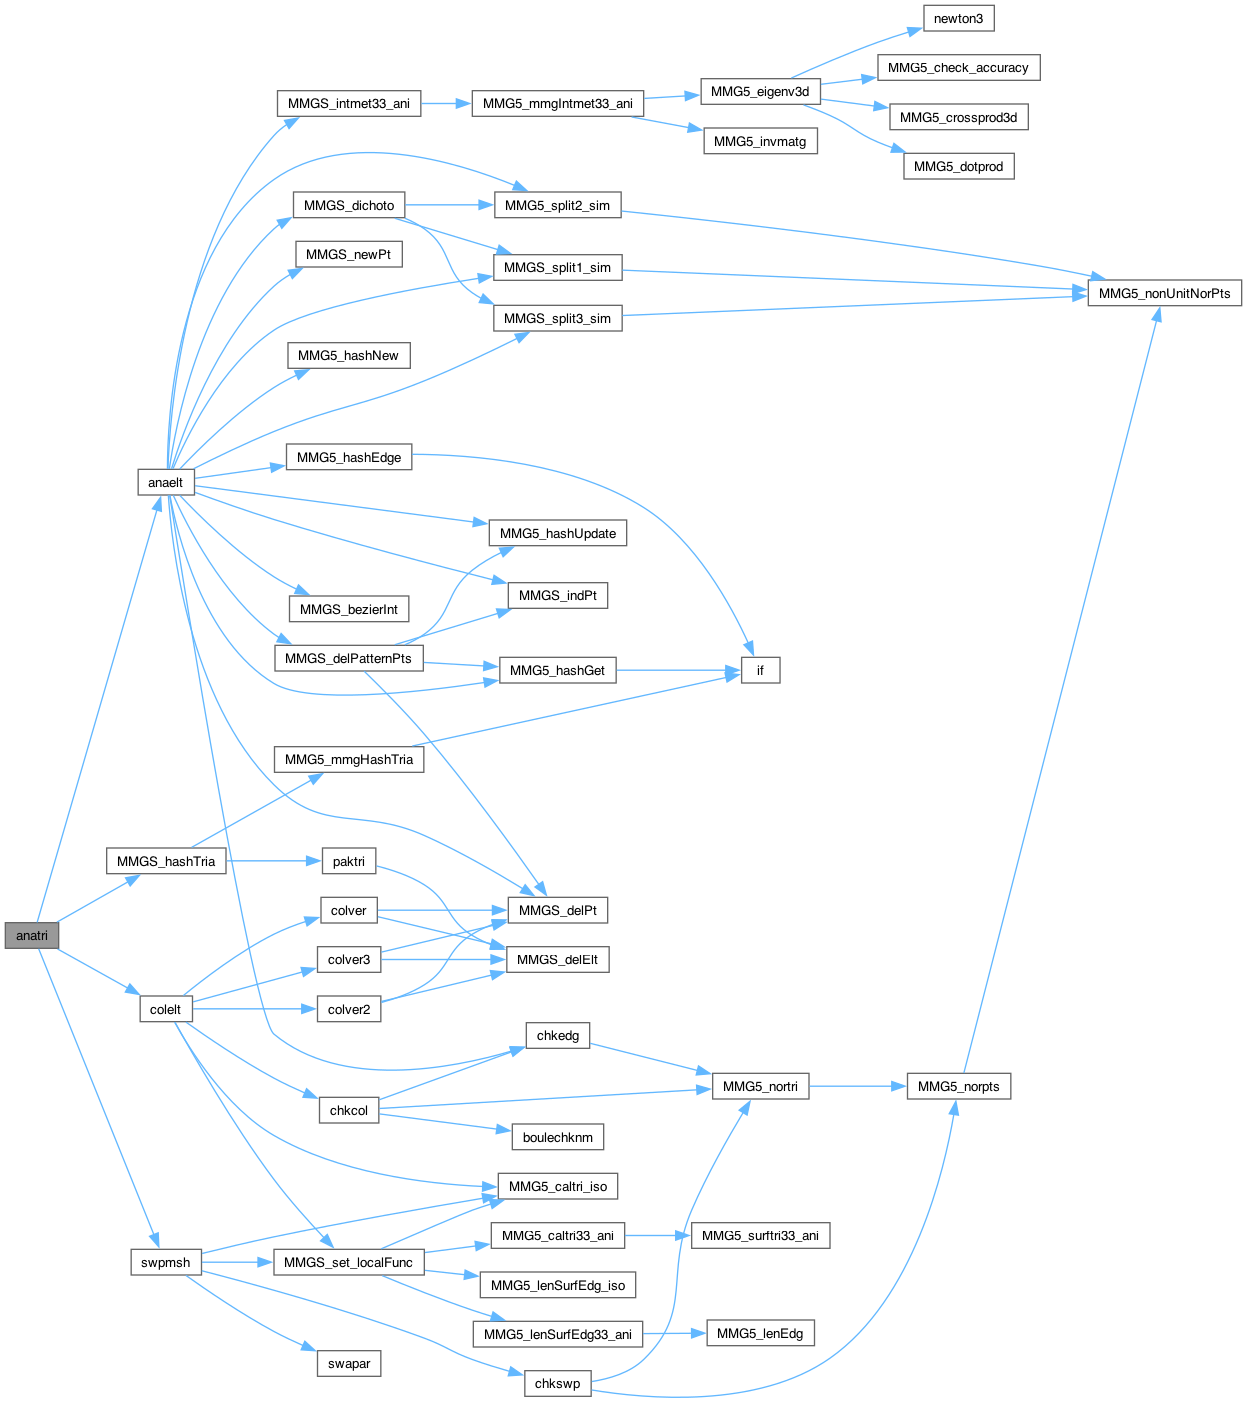 newton3
MMG5_check_accuracy
MMG5_eigenv3d
MMGS_intmet33_ani
MMG5_mmgIntmet33_ani
MMG5_crossprod3d
MMG5_invmatg
MMG5_dotprod
MMGS_dichoto
MMG5_split2_sim
MMGS_newPt
MMGS_split1_sim
MMG5_nonUnitNorPts
MMGS_split3_sim
MMG5_hashNew
MMG5_hashEdge
anaelt
MMG5_hashUpdate
MMGS_indPt
MMGS_bezierInt
MMGS_delPatternPts
MMG5_hashGet
if
MMG5_mmgHashTria
MMGS_hashTria
paktri
colver
MMGS_delPt
anatri
colver3
MMGS_delElt
colelt
colver2
chkedg
MMG5_nortri
MMG5_norpts
chkcol
boulechknm
MMG5_caltri_iso
MMG5_caltri33_ani
MMG5_surftri33_ani
swpmsh
MMGS_set_localFunc
MMG5_lenSurfEdg_iso
MMG5_lenSurfEdg33_ani
MMG5_lenEdg
swapar
chkswp